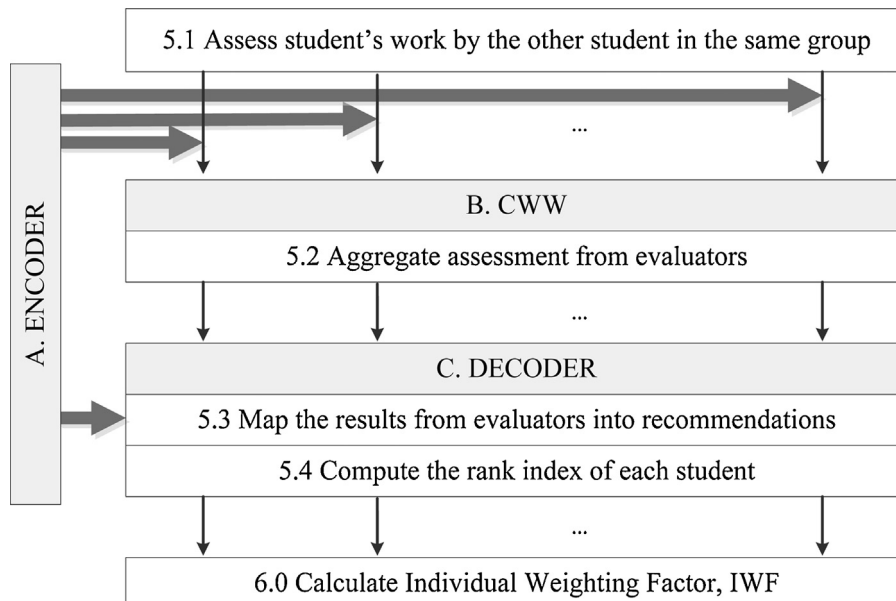 5.1 Assess student’s work by the other student in the same group
A. ENCODER
...
B. CWW
5.2 Aggregate assessment from evaluators
...
C. DECODER
5.3 Map the results from evaluators into recommendations
5.4 Compute the rank index of each student
...
6.0 Calculate Individual Weighting Factor, IWF